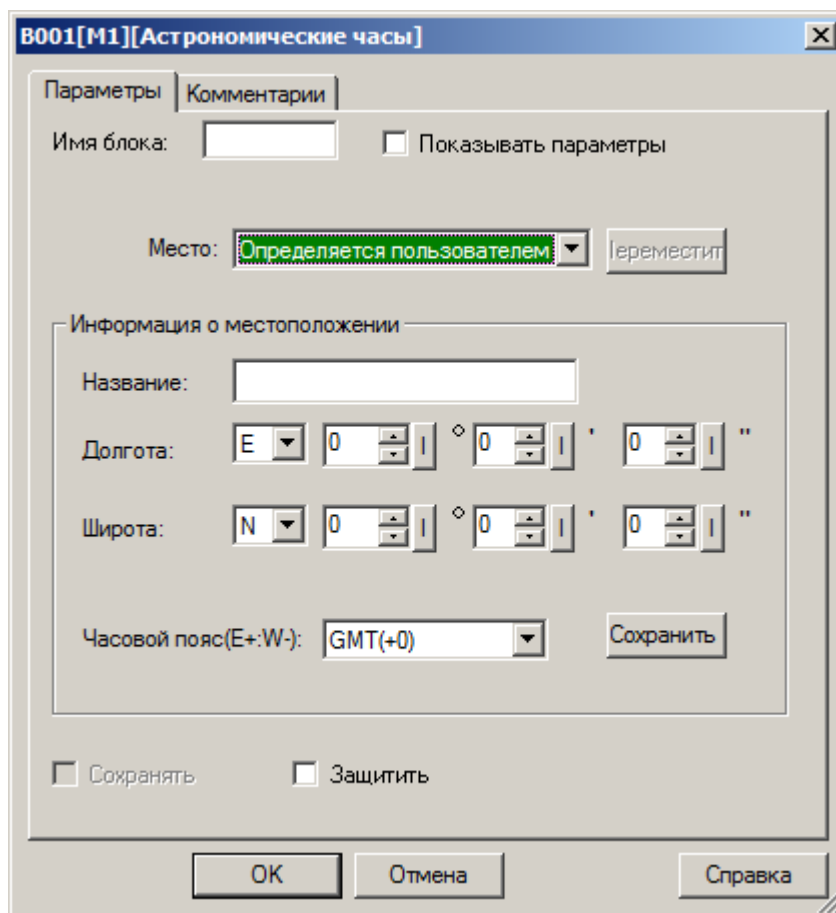 B001[M1][Астрономические часы]
Параметры Комментарии
Имя блока: Показывать параметры
Место: Определяется пользователем Переместит
Информация о местоположении
Название:
Долгота: E 0 ° 0 ' 0 "
Широта: N 0 ° 0 ' 0 "
Часовой пояс(E+:W-): GMT(+0) Сохранить
Сохранять Защитить
OK Отмена Справка